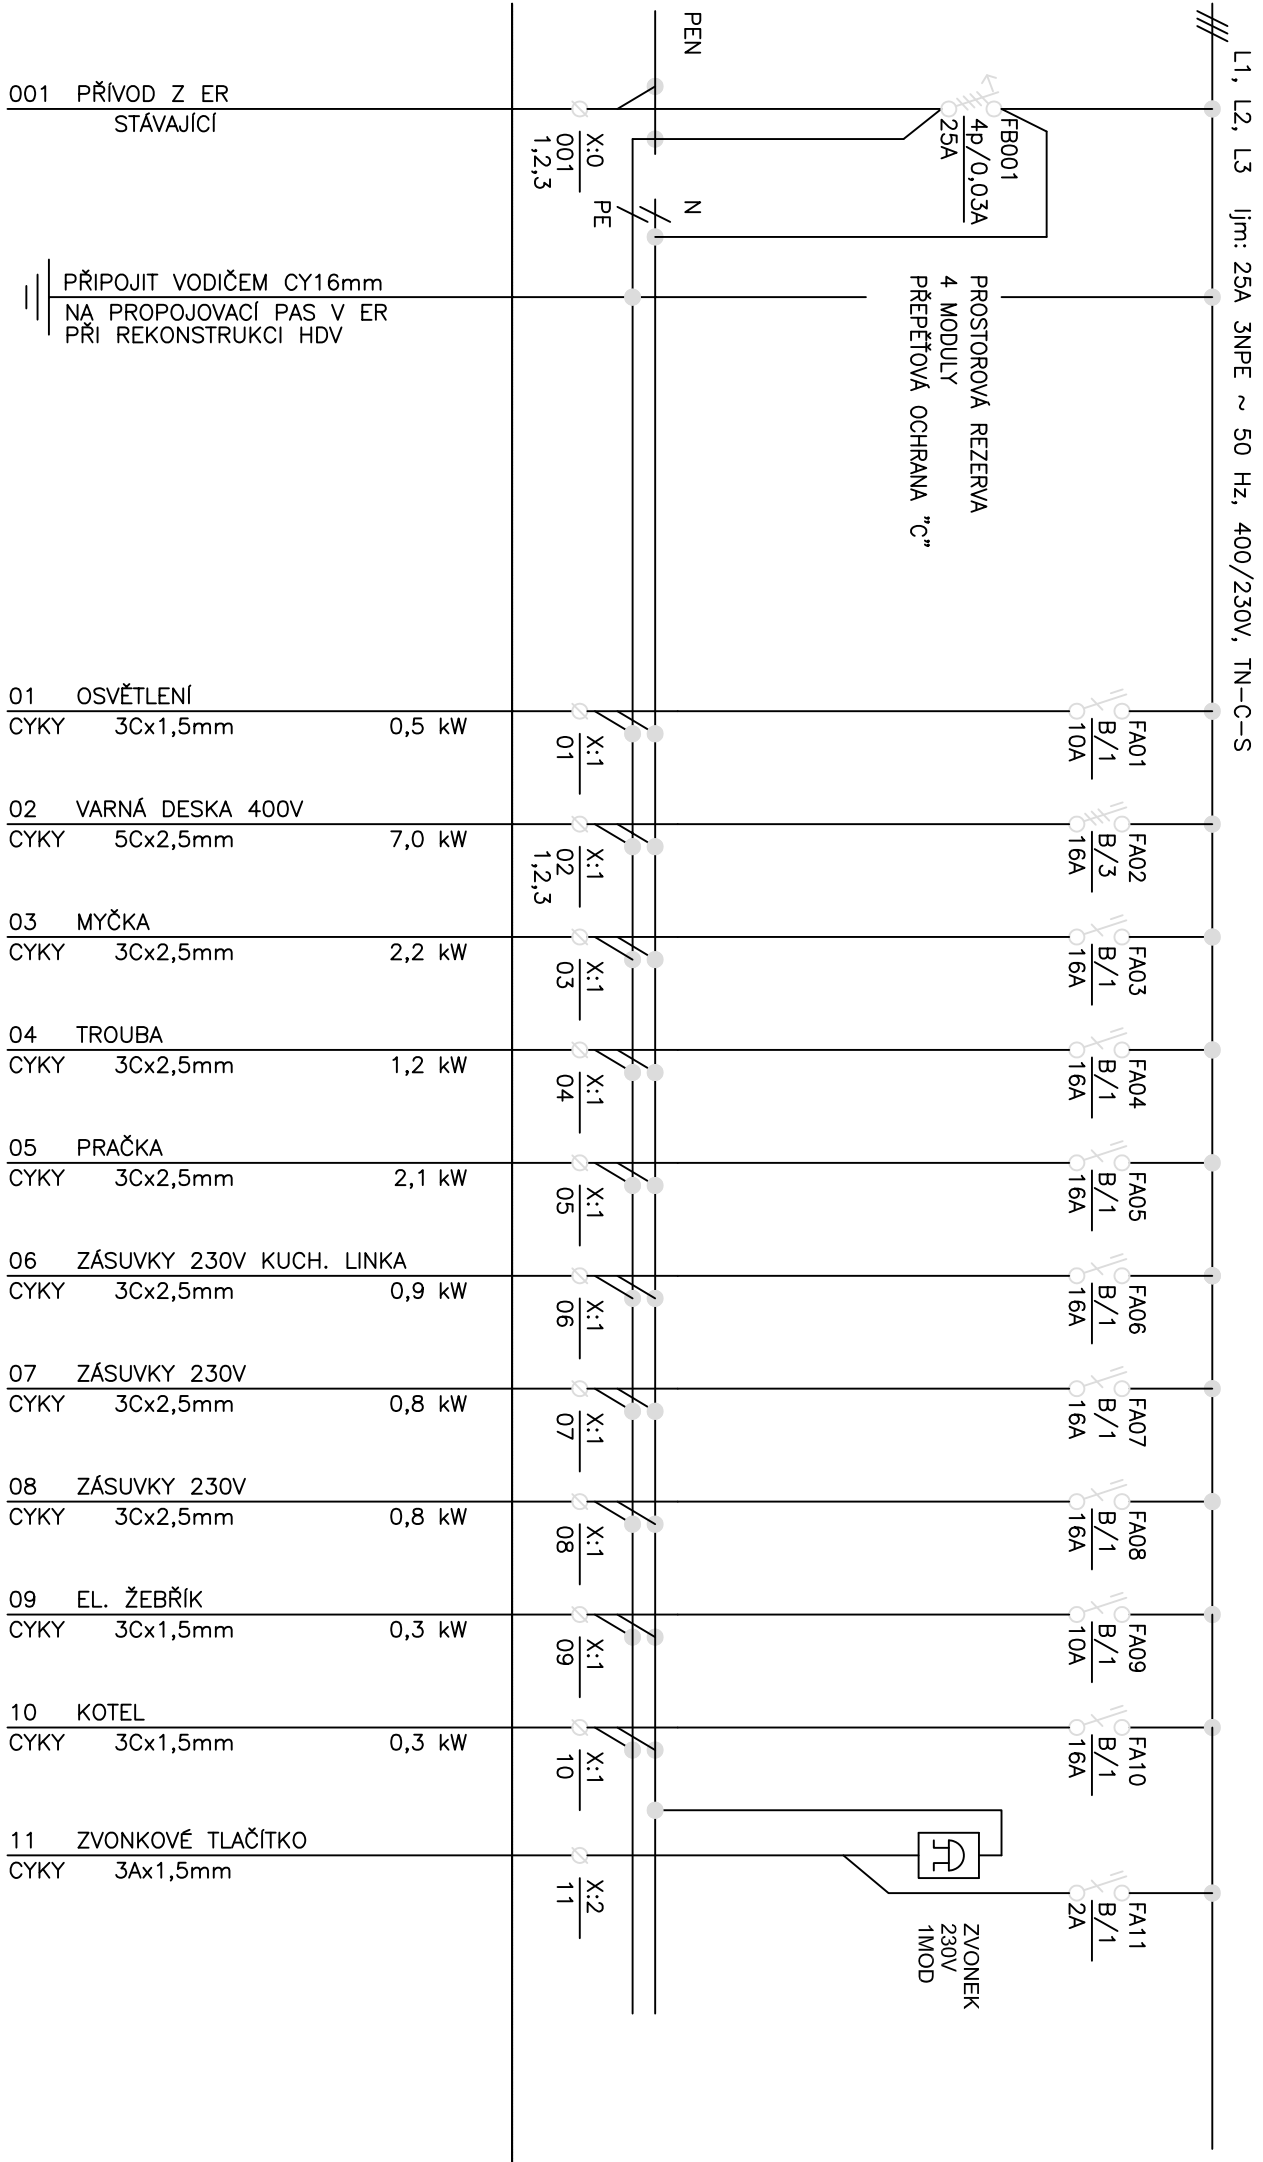 L1, L2, L3 Ijm: 25A 3NPE ~ 50 Hz, 400/230V, TN-C-S
PEN
001 PŘÍVOD Z ER
STÁVAJÍCÍ
X:0
001
1,2,3
FB001
4p/0,03A
25A
N
PE
PŘIPOJIT VODIČEM CY16mm
NA PROPOJOVACÍ PAS V ER
PŘI REKONSTRUKCI HDV
PROSTOROVÁ REZERVA
4 MODULY
PŘEPĚŤOVÁ OCHRANA "C"
01 OSVĚTLENÍ
CYKY 3Cx1,5mm 0,5 kW
X:1
01
FA01
B/1
10A
02 VARNÁ DESKA 400V
CYKY 5Cx2,5mm 7,0 kW
X:1
02
1,2,3
FA02
B/3
16A
03 MYČKA
CYKY 3Cx2,5mm 2,2 kW
X:1
03
FA03
B/1
16A
04 TROUBA
CYKY 3Cx2,5mm 1,2 kW
X:1
04
FA04
B/1
16A
05 PRAČKA
CYKY 3Cx2,5mm 2,1 kW
X:1
05
FA05
B/1
16A
06 ZÁSUVKY 230V KUCH. LINKA
CYKY 3Cx2,5mm 0,9 kW
X:1
06
FA06
B/1
16A
07 ZÁSUVKY 230V
CYKY 3Cx2,5mm 0,8 kW
X:1
07
FA07
B/1
16A
08 ZÁSUVKY 230V
CYKY 3Cx2,5mm 0,8 kW
X:1
08
FA08
B/1
16A
09 EL. ŽEBŘÍK
CYKY 3Cx1,5mm 0,3 kW
X:1
09
FA09
B/1
10A
10 KOTEL
CYKY 3Cx1,5mm 0,3 kW
X:1
10
FA10
B/1
16A
11 ZVONKOVÉ TLAČÍTKO
CYKY 3Ax1,5mm
X:2
11
FA11
B/1
2A
ZVONEK
230V
1MOD